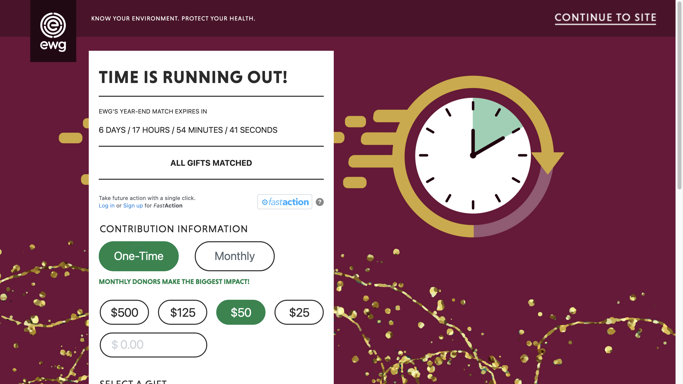 ewg
KNOW YOUR ENVIRONMENT. PROTECT YOUR HEALTH.
CONTINUE TO SITE
TIME IS RUNNING OUT!
EWG'S YEAR-END MATCH EXPIRES IN
6 DAYS / 17 HOURS / 54 MINUTES / 41 SECONDS
ALL GIFTS MATCHED
Take future action with a single click.
Log in or Sign up for FastAction
fastaction ?
CONTRIBUTION INFORMATION
One-Time Monthly
MONTHLY DONORS MAKE THE BIGGEST IMPACT!
$500 $125 $50 $25
$ 0.00
SELECT A GIFT